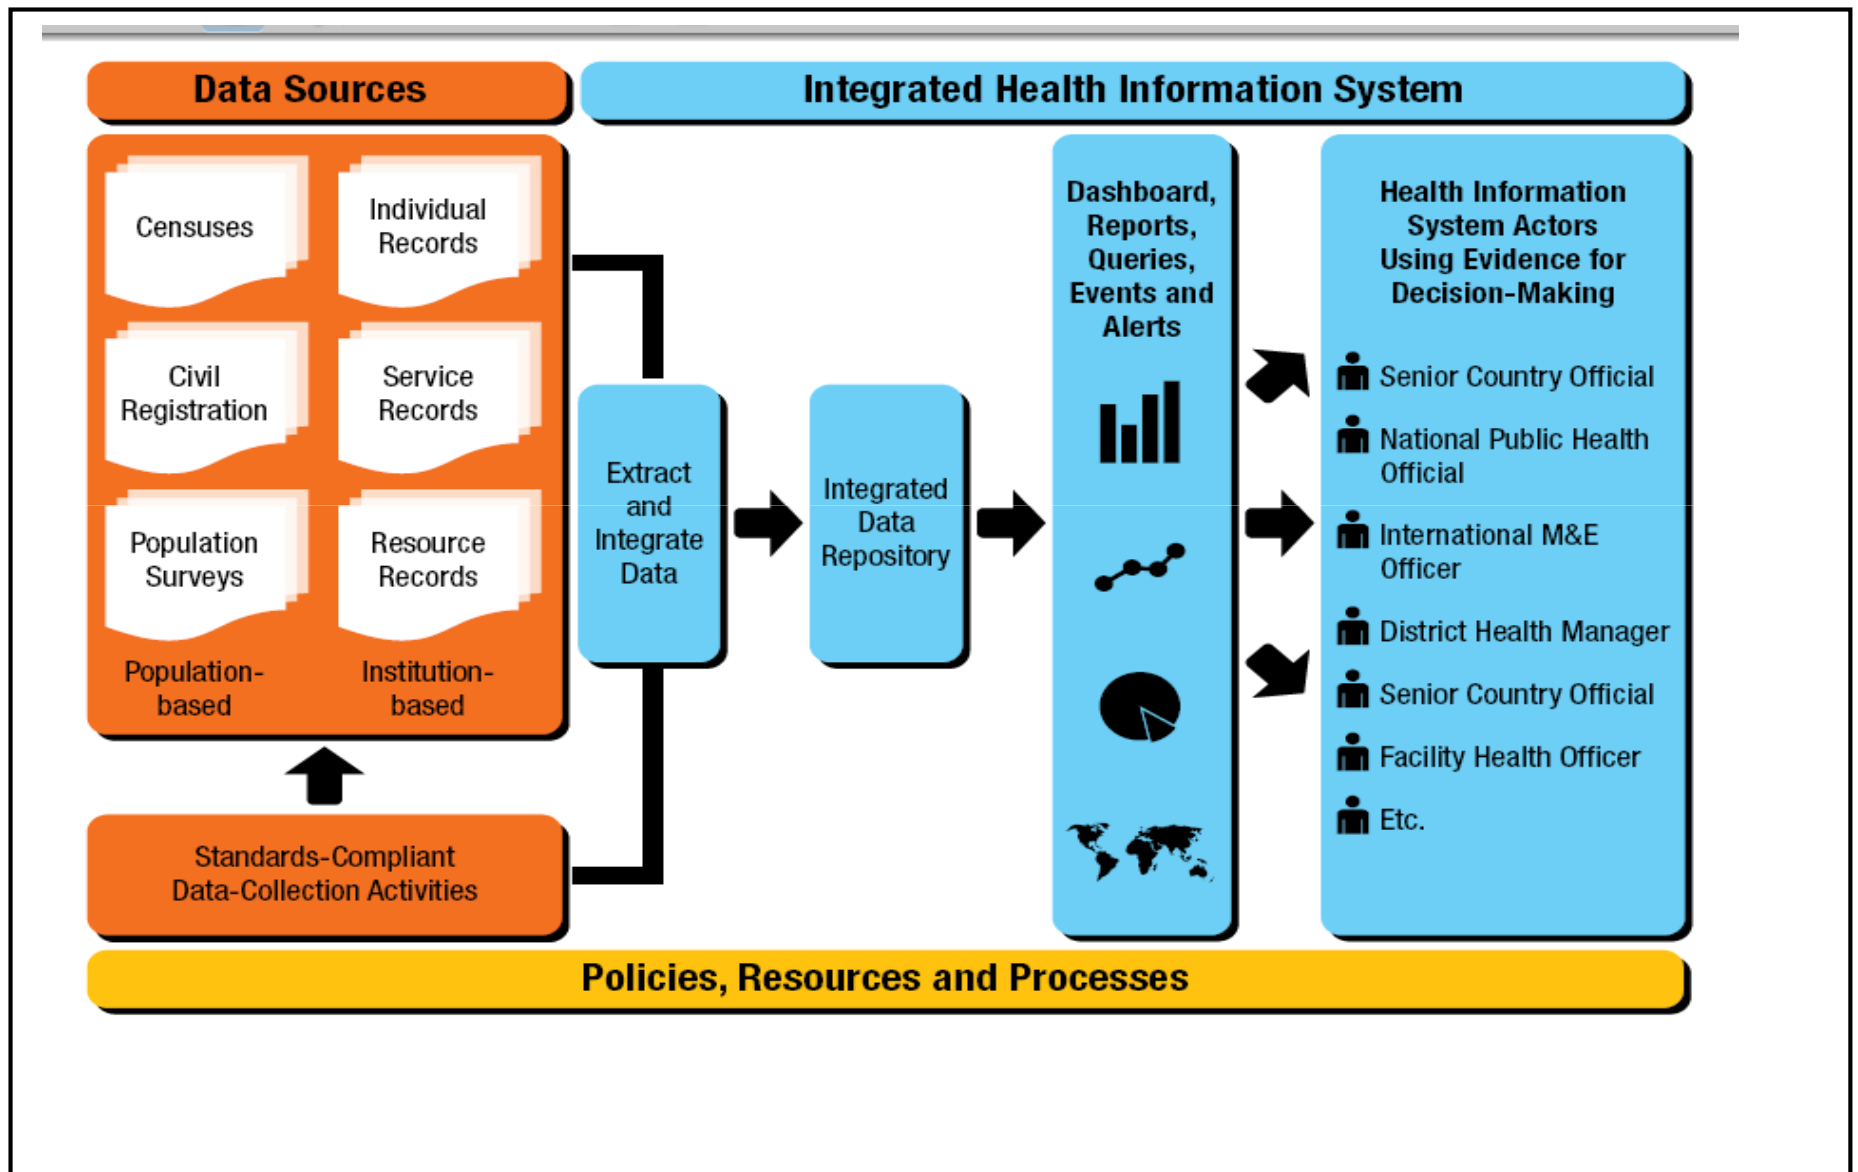 Data Sources
Integrated Health Information System
Censuses
Individual
Records
Civil
Registration
Service
Records
Population
Surveys
Resource
Records
Population-
based
Institution-
based
Standards-Compliant
Data-Collection Activities
Extract
and
Integrate
Data
Integrated
Data
Repository
Dashboard,
Reports,
Queries,
Events and
Alerts
Health Information
System Actors
Using Evidence for
Decision-Making
Senior Country Official
National Public Health
Official
International M&E
Officer
District Health Manager
Senior Country Official
Facility Health Officer
Etc.
Policies, Resources and Processes